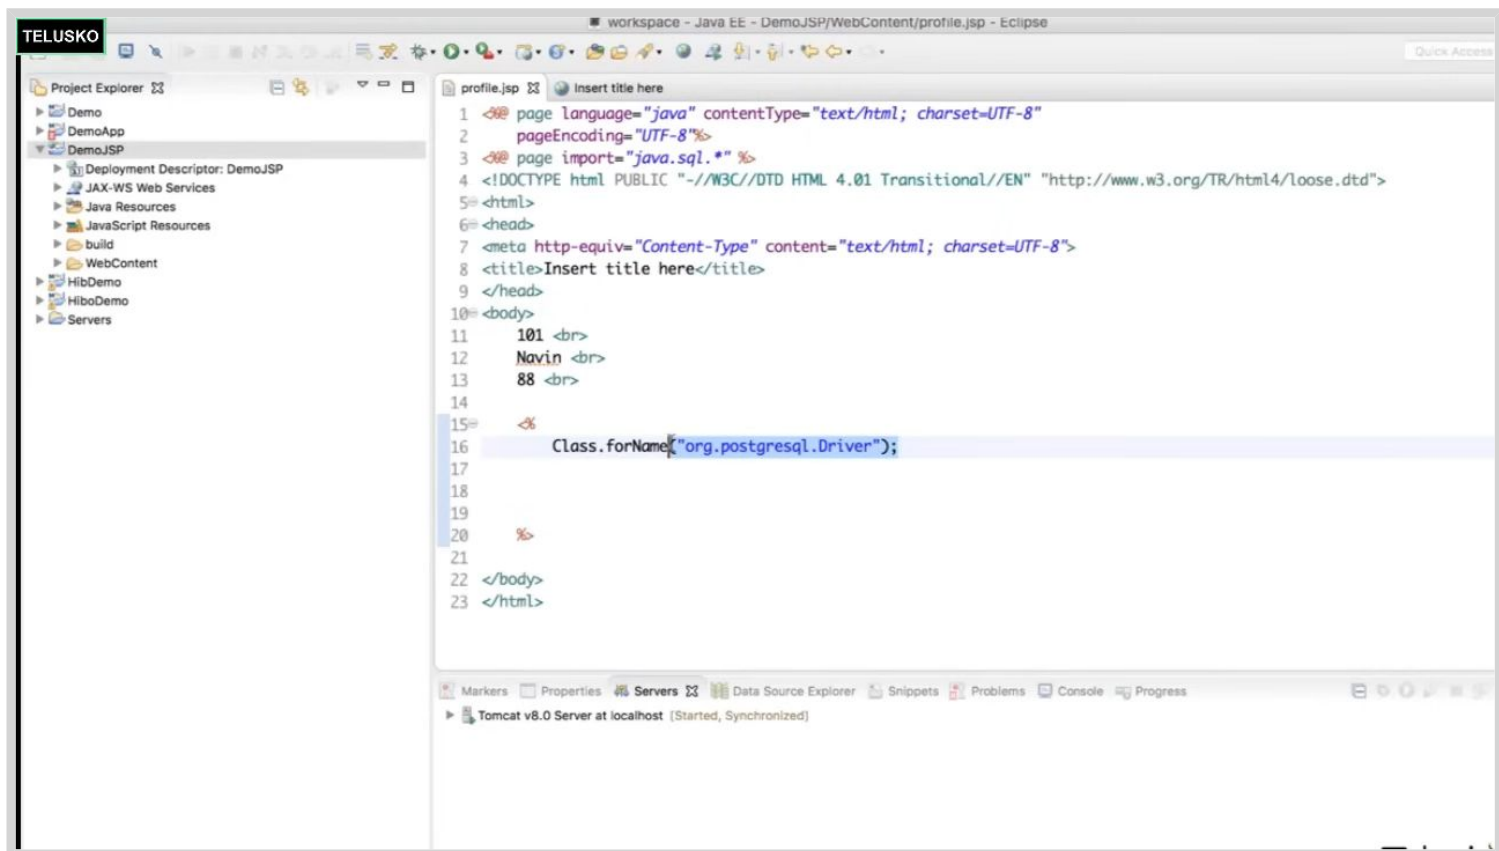 workspace - Java EE - DemoJSP/WebContent/profile.jsp - Eclipse
TELUSKO
Quick Access
Project Explorer
Demo
DemoApp
DemoJSP
Deployment Descriptor: DemoJSP
JAX-WS Web Services
Java Resources
JavaScript Resources
build
WebContent
HibDemo
HiboDemo
Servers
profile.jsp
Insert title here
1 <%@ page language="java" contentType="text/html; charset=UTF-8"
2 pageEncoding="UTF-8"%>
3 <%@ page import="java.sql.*" %>
4 <!DOCTYPE html PUBLIC "-//W3C//DTD HTML 4.01 Transitional//EN" "http://www.w3.org/TR/html4/loose.dtd">
5 <html>
6 <head>
7 <meta http-equiv="Content-Type" content="text/html; charset=UTF-8">
8 <title>Insert title here</title>
9 </head>
10 <body>
11 101 <br>
12 Navin <br>
13 88 <br>
14
15 <%
16 Class.forName("org.postgresql.Driver");
17
18
19
20 %>
21
22 </body>
23 </html>
Markers Properties Servers Data Source Explorer Snippets Problems Console Progress
Tomcat v8.0 Server at localhost [Started, Synchronized]